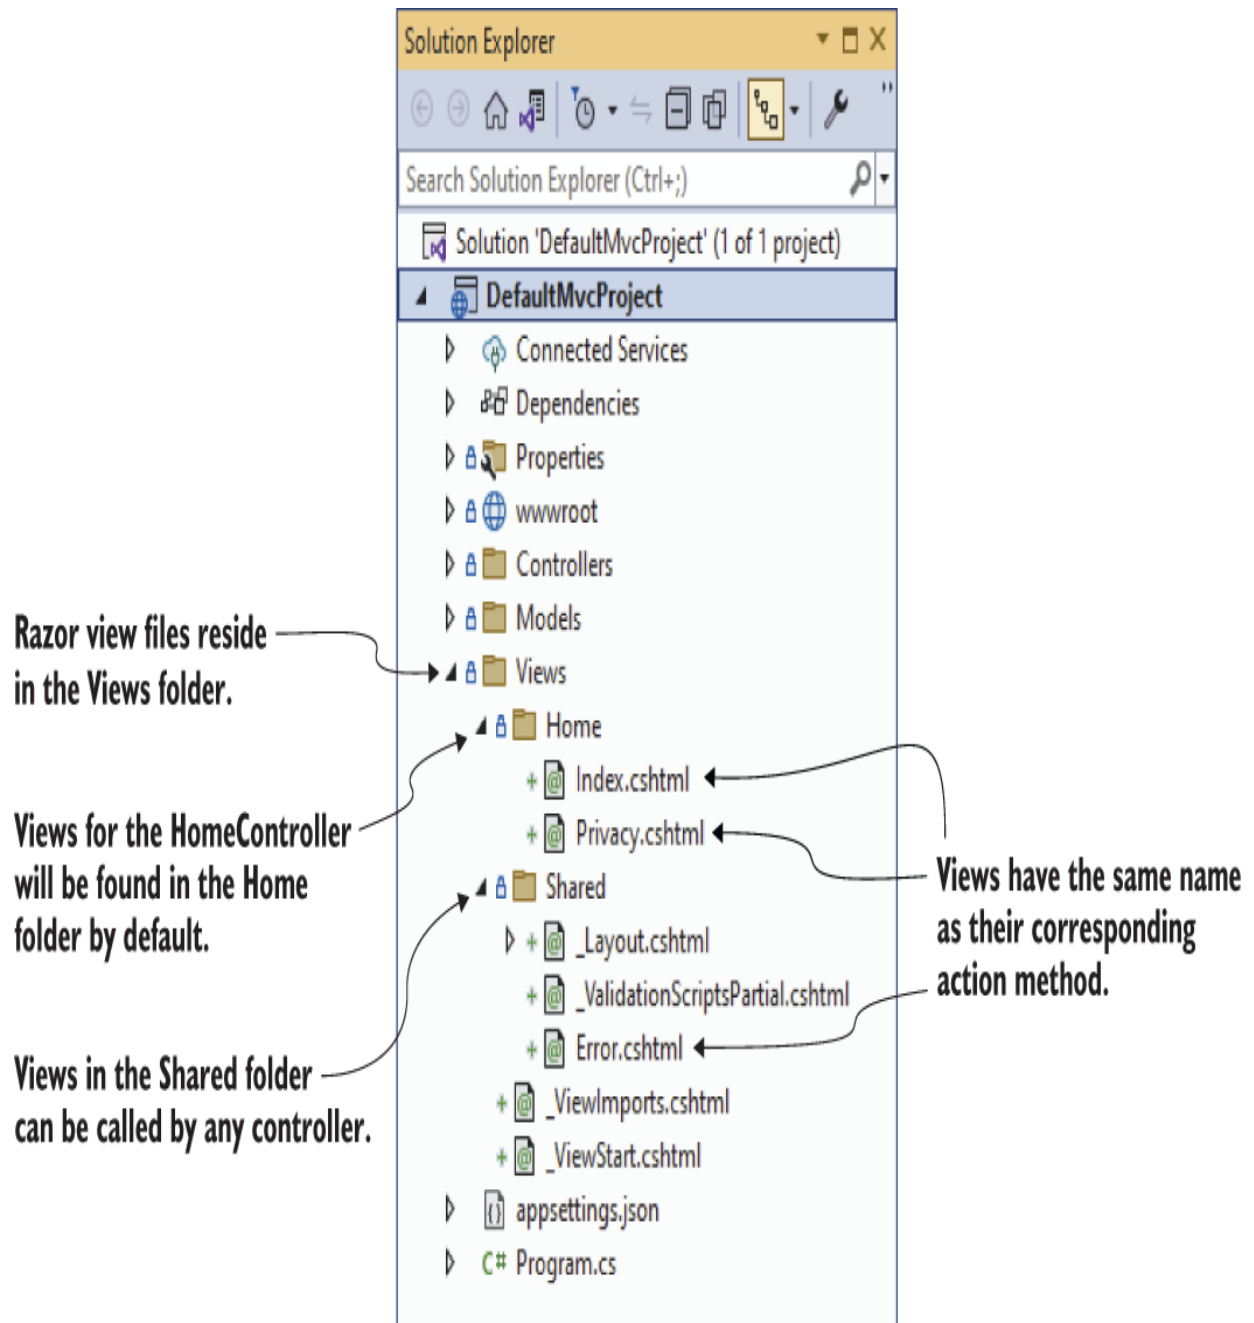 Solution Explorer
Search Solution Explorer (Ctrl+;)
Solution 'DefaultMvcProject' (1 of 1 project)
DefaultMvcProject
Connected Services
Dependencies
Properties
wwwroot
Controllers
Models
Views
Home
Index.cshtml
Privacy.cshtml
Shared
_Layout.cshtml
_ValidationScriptsPartial.cshtml
Error.cshtml
_ViewImports.cshtml
_ViewStart.cshtml
appsettings.json
C# Program.cs
Razor view files reside
in the Views folder.
Views for the HomeController
will be found in the Home
folder by default.
Views in the Shared folder
can be called by any controller.
Views have the same name
as their corresponding
action method.